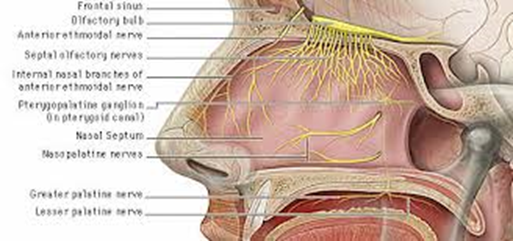 Frontal sinus
Olfactory bulb
Anterior ethmoidal nerve
Septal olfactory nerves
Internal nasal branches of
anterior ethmoidal nerve
Pterygopalatine ganglion
(in pterygoid canal)
Nasal Septum
Nasopalatine nerves
Greater palatine nerve
Lesser palatine nerve